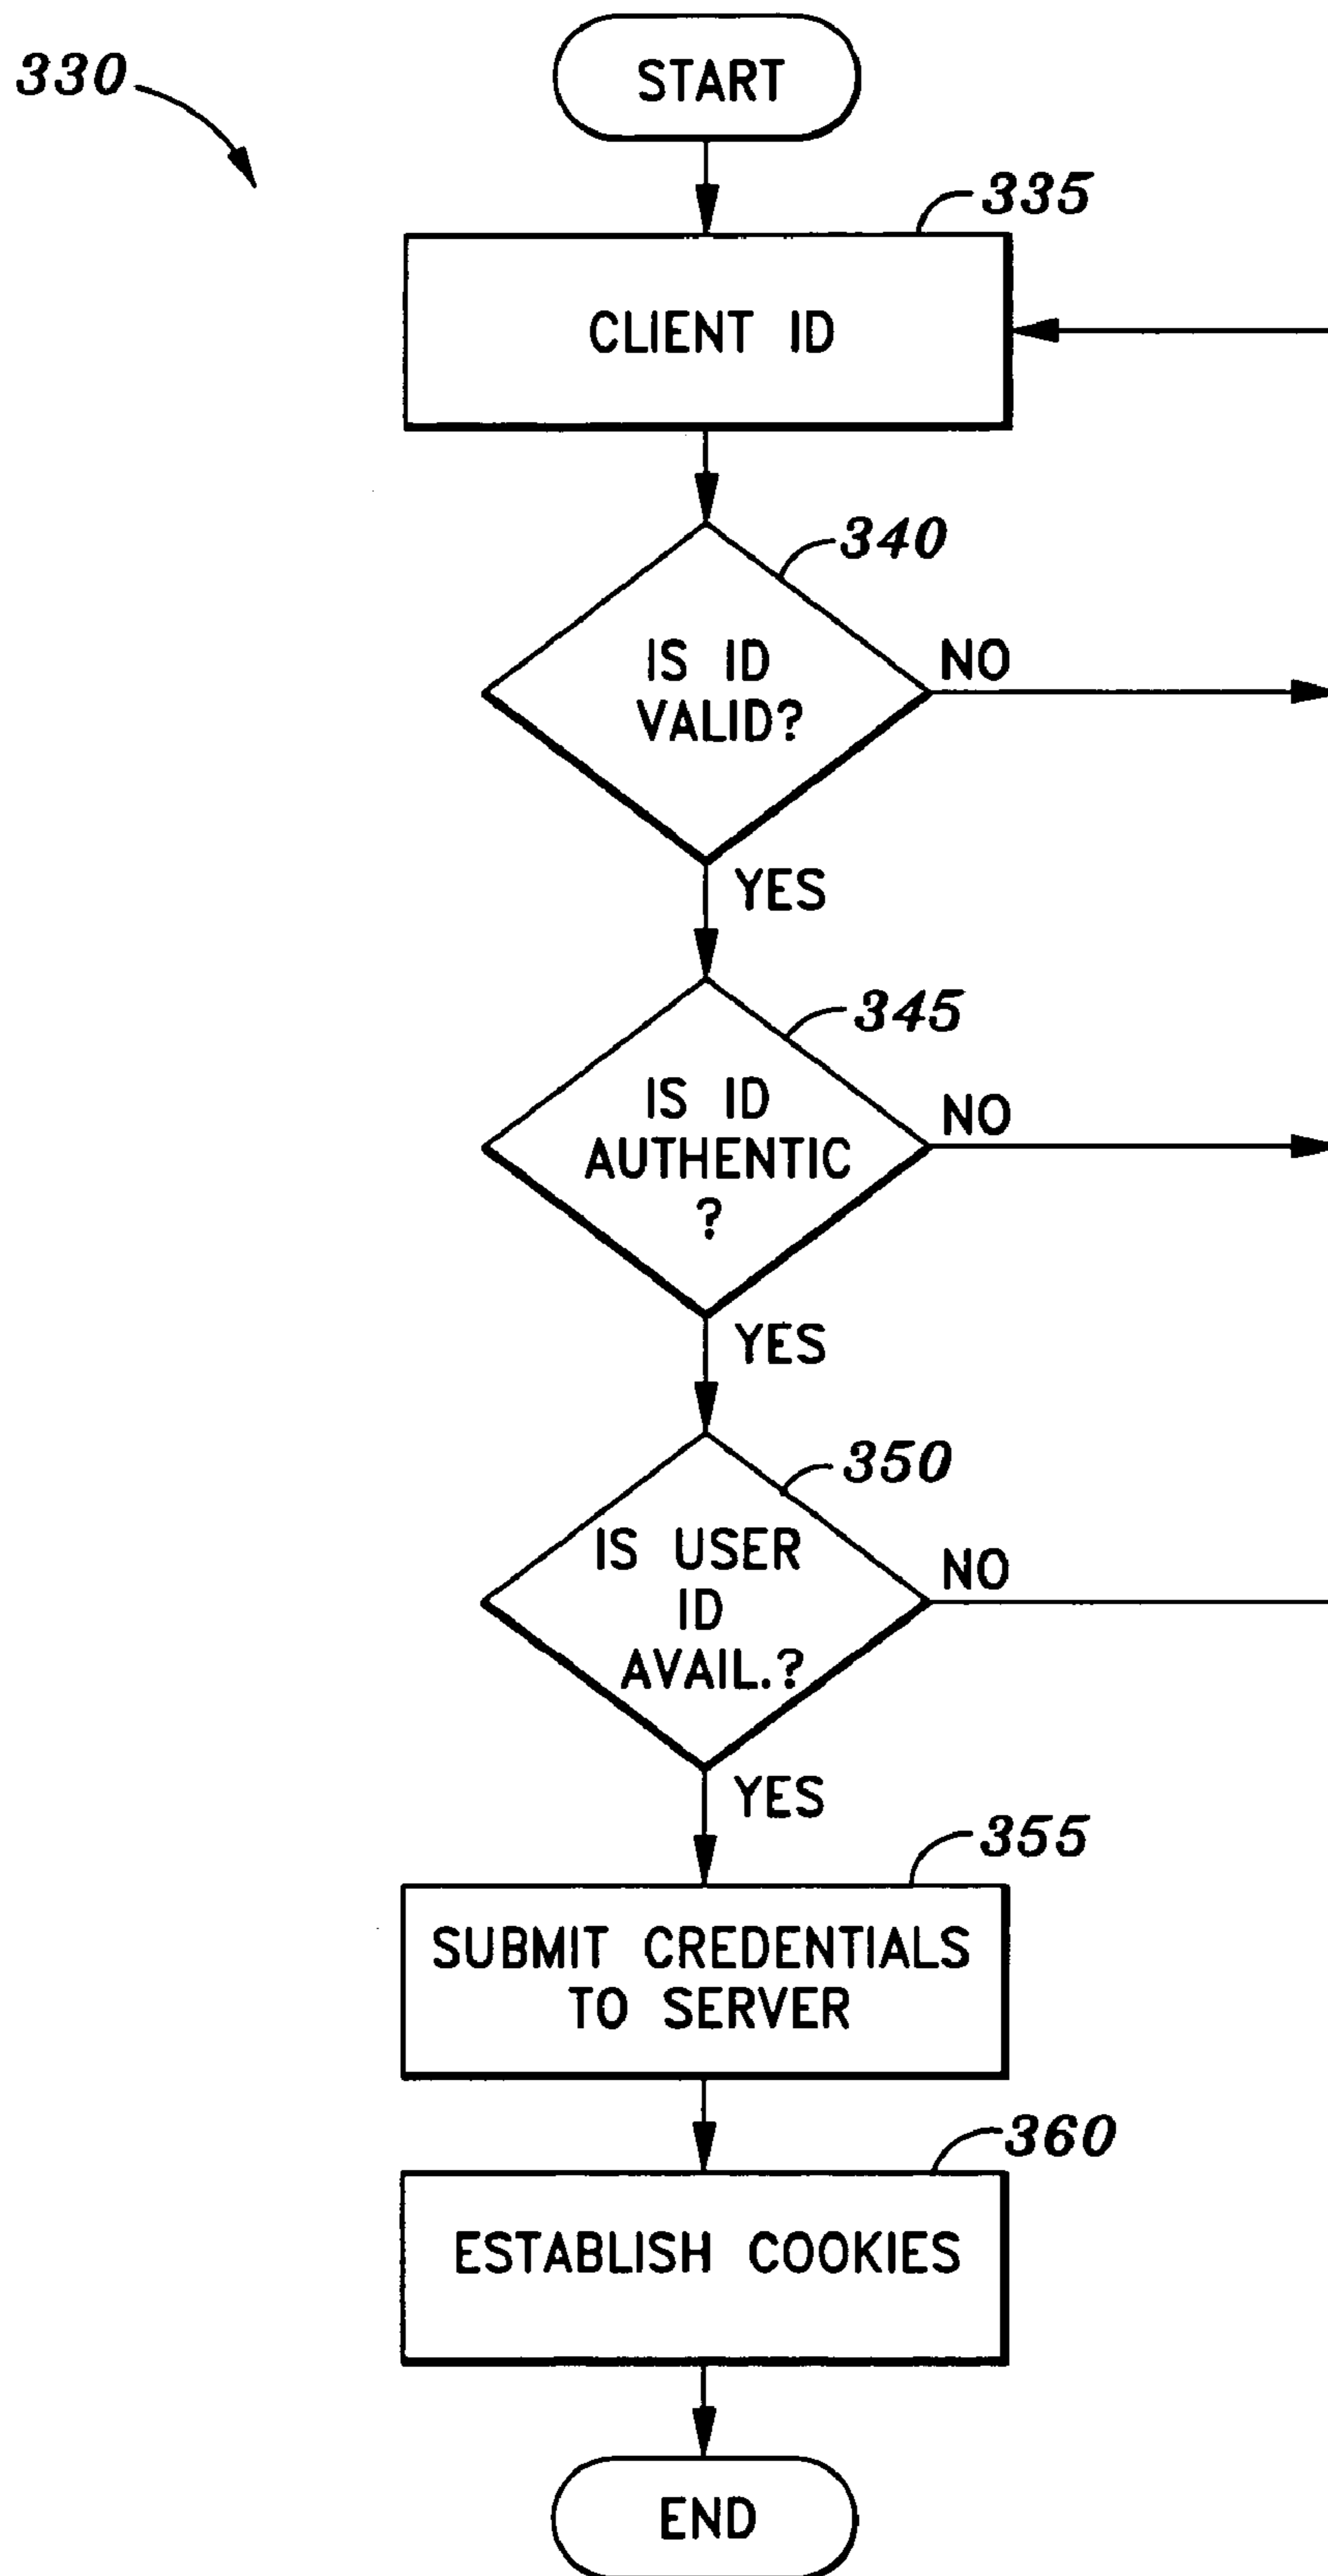 330
START
335
CLIENT ID
340
IS ID
VALID?
NO
YES
345
IS ID
AUTHENTIC
?
NO
YES
350
IS USER
ID
AVAIL.?
NO
YES
355
SUBMIT CREDENTIALS
TO SERVER
360
ESTABLISH COOKIES
END